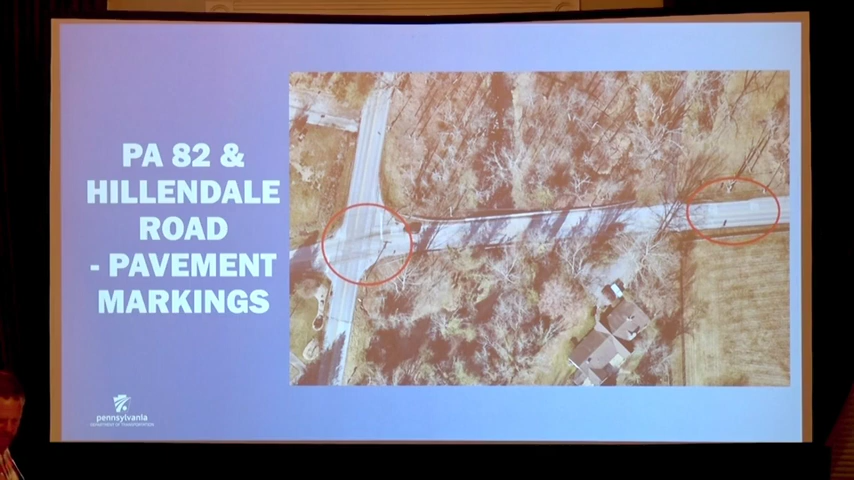 PA 82 &
HILLENDALE
ROAD
- PAVEMENT
MARKINGS
pennsylvania
DEPARTMENT OF TRANSPORTATION